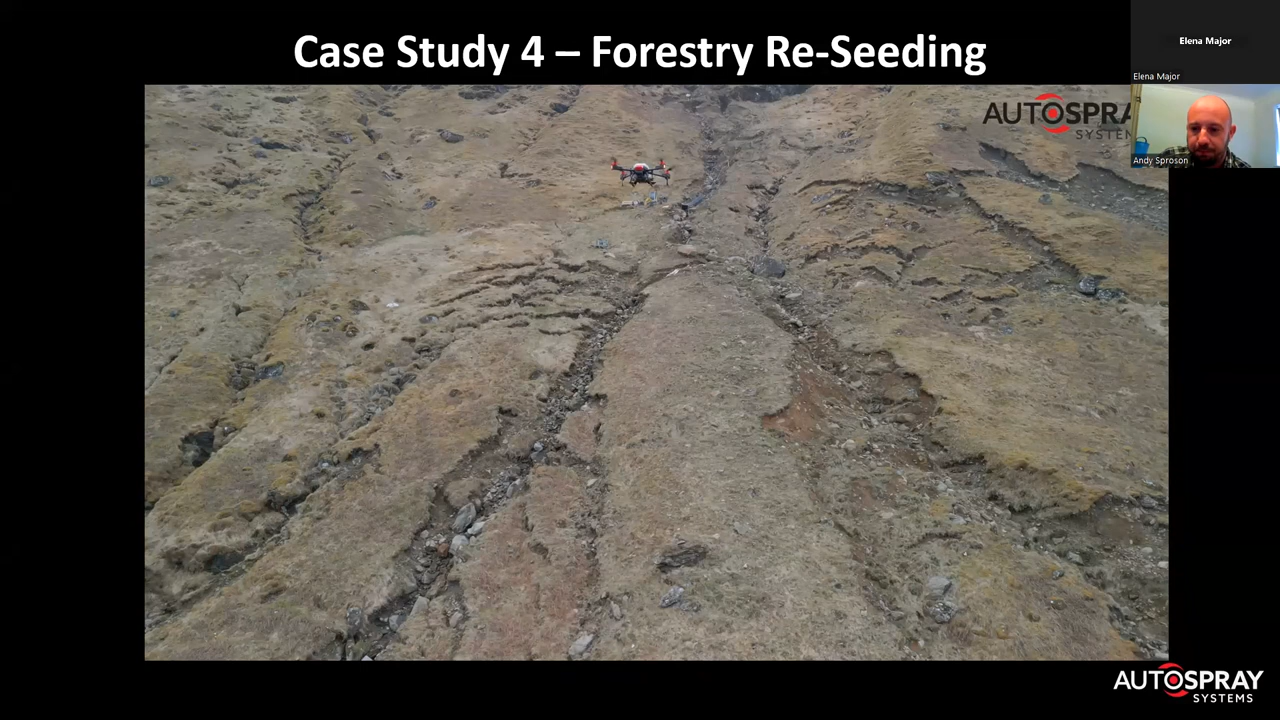 Case Study 4 – Forestry Re-Seeding
Elena Major
Elena Major
AUTOSPRA
SYSTEM
Andy Sproson
AUTOSPRAY
SYSTEMS